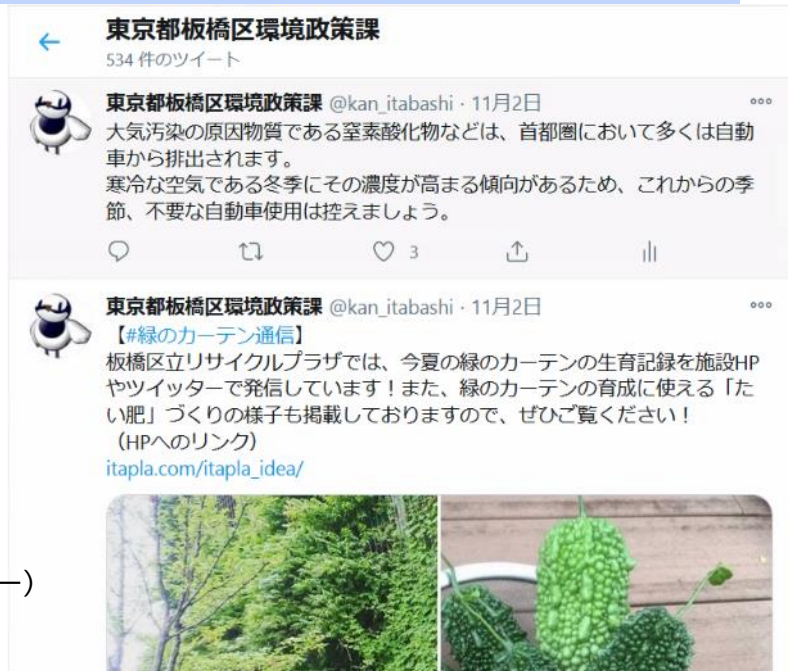 東京都板橋区環境政策課
534 件のツイート
東京都板橋区環境政策課 @kan_itabashi · 11月2日
大気汚染の原因物質である窒素酸化物などは、首都圏において多くは自動
車から排出されます。
寒冷な空気である冬季にその濃度が高まる傾向があるため、これからの季
節、不要な自動車使用は控えましょう。
3
東京都板橋区環境政策課 @kan_itabashi · 11月2日
【#緑のカーテン通信】
板橋区立リサイクルプラザでは、今夏の緑のカーテンの生育記録を施設HP
やツイッターで発信しています！また、緑のカーテンの育成に使える「た
い肥」づくりの様子も掲載しておりますので、ぜひご覧ください！
（HPへのリンク）
itapla.com/itapla_idea/
ー）